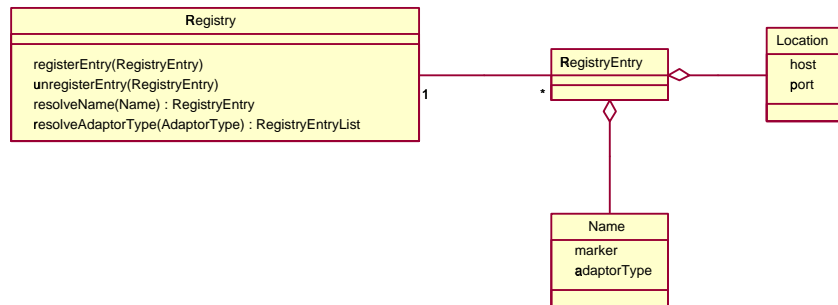 Registry
registerEntry(RegistryEntry)
unregisterEntry(RegistryEntry)
resolveName(Name) : RegistryEntry
resolveAdaptorType(AdaptorType) : RegistryEntryList
1
*
RegistryEntry
Location
host
port
Name
marker
adaptorType